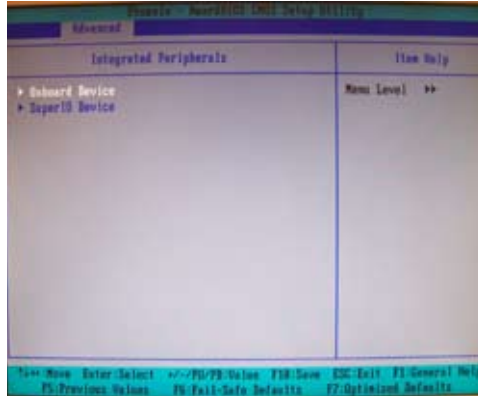 Phoenix - AwardBIOS CMOS Setup Utility
Advanced
Integrated Peripherals
Item Help
▸ Onboard Device
▸ SuperIO Device
Menu Level ▸▸
Move Enter:Select +/-/PU/PD:Value F10:Save ESC:Exit F1:General Help
F5:Previous Values F6:Fail-Safe Defaults F7:Optimized Defaults